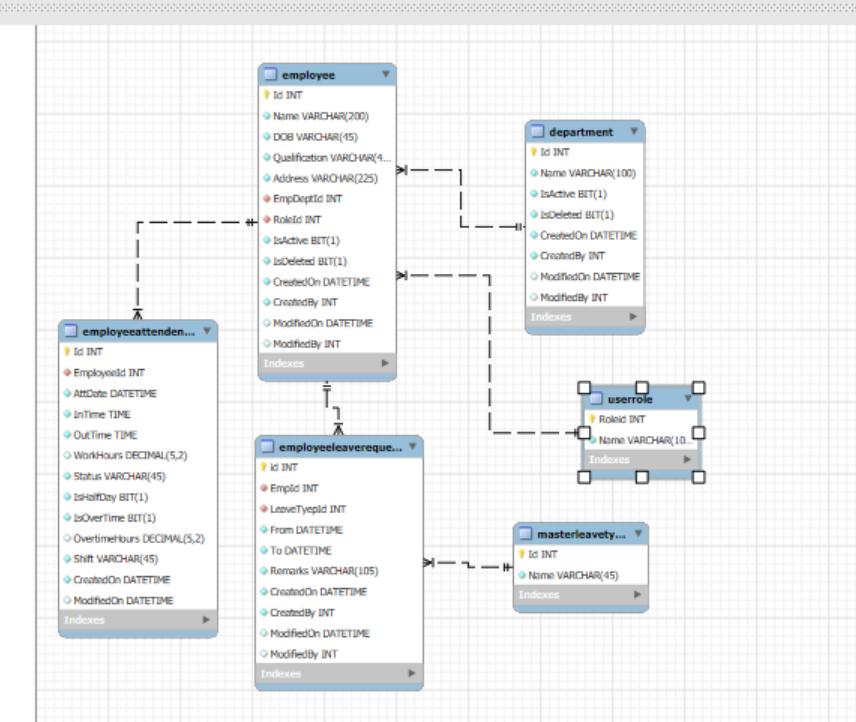 employee
Id INT
Name VARCHAR(200)
DOB VARCHAR(45)
Qualification VARCHAR(4...
Address VARCHAR(225)
EmpDeptId INT
RoleId INT
IsActive BIT(1)
IsDeleted BIT(1)
CreatedOn DATETIME
CreatedBy INT
ModifiedOn DATETIME
ModifiedBy INT
Indexes
department
Id INT
Name VARCHAR(100)
IsActive BIT(1)
IsDeleted BIT(1)
CreatedOn DATETIME
CreatedBy INT
ModifiedOn DATETIME
ModifiedBy INT
Indexes
employeeattenden...
Id INT
EmployeeId INT
AttDate DATETIME
InTime TIME
OutTime TIME
WorkHours DECIMAL(5,2)
Status VARCHAR(45)
IsHalfDay BIT(1)
IsOverTime BIT(1)
OvertimeHours DECIMAL(5,2)
Shift VARCHAR(45)
CreatedOn DATETIME
ModifiedOn DATETIME
Indexes
userrole
RoleId INT
Name VARCHAR(10...
Indexes
employeeleavereque...
id INT
EmpId INT
LeaveTyepId INT
From DATETIME
To DATETIME
Remarks VARCHAR(105)
CreatedOn DATETIME
CreatedBy INT
ModifiedOn DATETIME
ModifiedBy INT
Indexes
masterleavety...
Id INT
Name VARCHAR(45)
Indexes